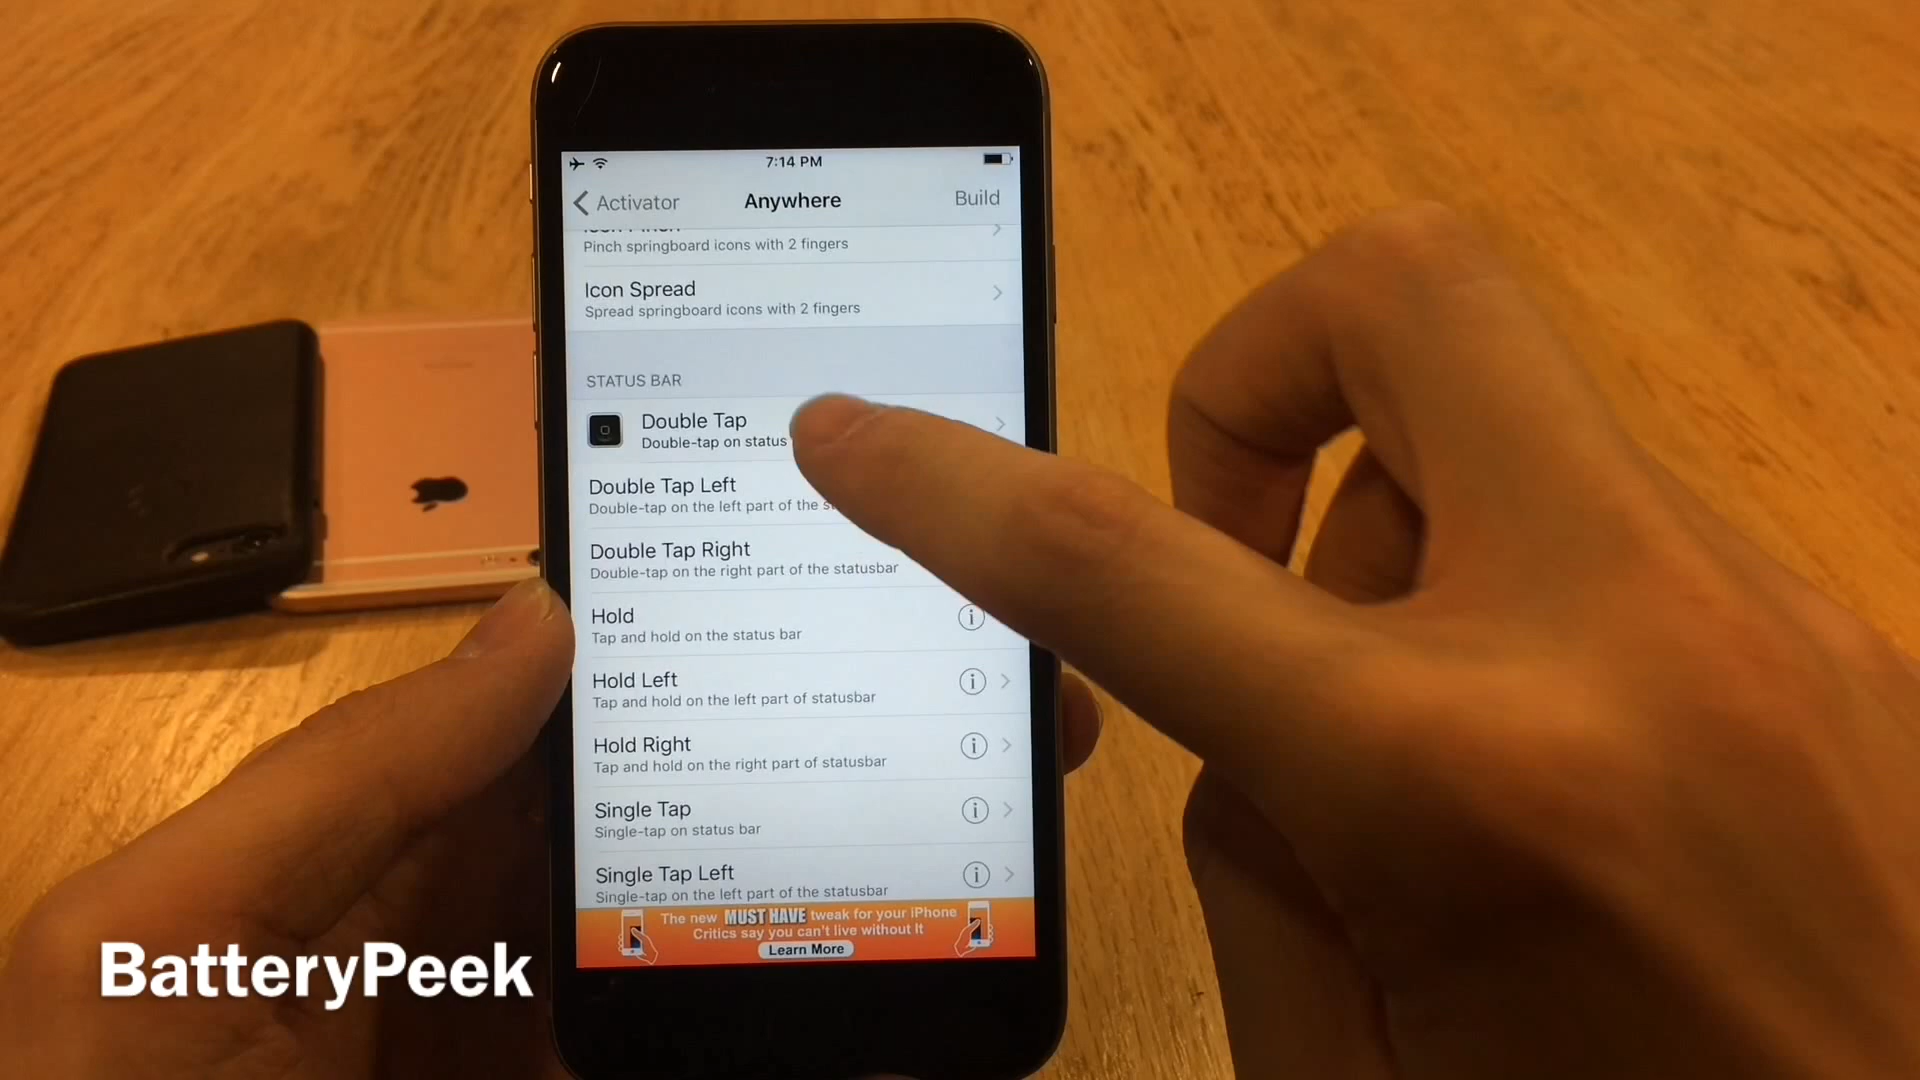 7:14 PM
Activator
Anywhere
Build
Pinch springboard icons with 2 fingers
Icon Spread
Spread springboard icons with 2 fingers
STATUS BAR
Double Tap
Double-tap on status
Double Tap Left
Double-tap on the left part of the
Double Tap Right
Double-tap on the right part of the statusbar
Hold
Tap and hold on the status bar
Hold Left
Tap and hold on the left part of statusbar
Hold Right
Tap and hold on the right part of statusbar
Single Tap
Single-tap on status bar
Single Tap Left
Single-tap on the left part of the statusbar
The new MUST HAVE tweak for your iPhone
Critics say you can't live without It
Learn More
BatteryPeek